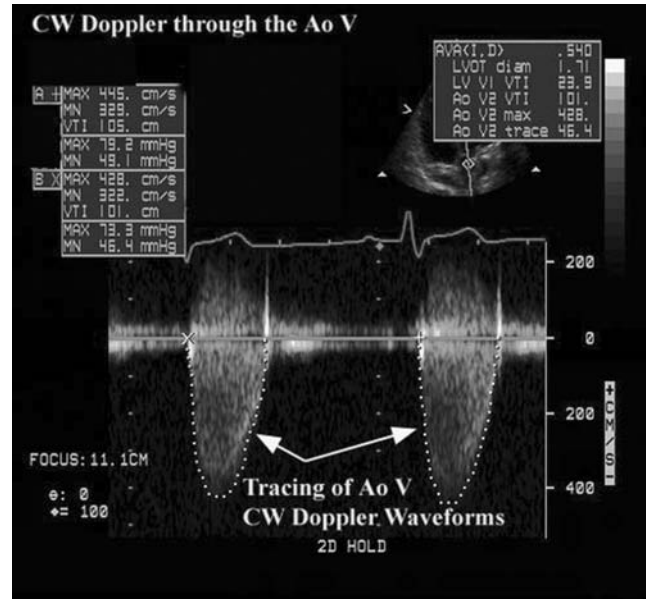 CW Doppler through the Ao V
AVA(I,D) .540
LVOT diam 1.71
LV V1 VTI 23.9
Ao V2 VTI 101.
Ao V2 max 428.
Ao V2 trace 46.4
A + MAX 445. cm/s
MN 329. cm/s
VTI 105. cm
MAX 79.2 mmHg
MN 49.1 mmHg
B X MAX 428. cm/s
MN 322. cm/s
VTI 101. cm
MAX 73.3 mmHg
MN 46.4 mmHg
200
0
200
400
+CM/S-
FOCUS:11.1CM
θ: 0
÷= 100
Tracing of Ao V
CW Doppler Waveforms
2D HOLD